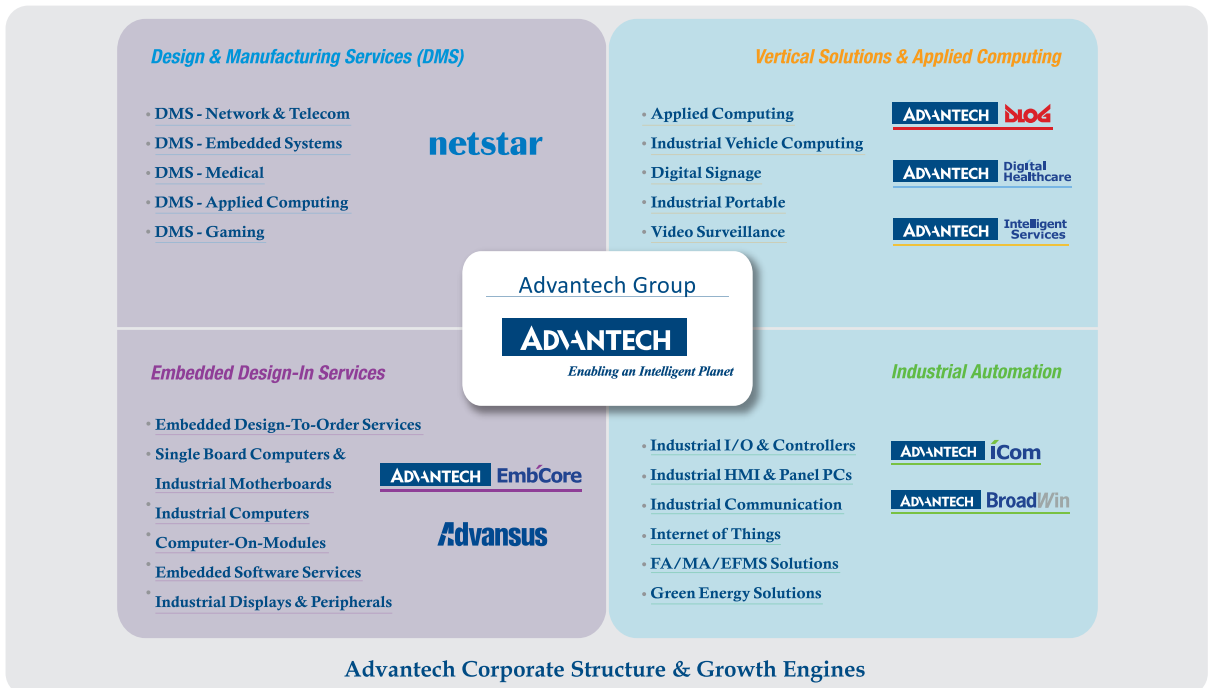 Design & Manufacturing Services (DMS)
DMS - Network & Telecom
DMS - Embedded Systems
DMS - Medical
DMS - Applied Computing
DMS - Gaming
netstar
Vertical Solutions & Applied Computing
Applied Computing
Industrial Vehicle Computing
Digital Signage
Industrial Portable
Video Surveillance
ADVANTECH DLOG
ADVANTECH Digital
Healthcare
ADVANTECH Intelligent
Services
Advantech Group
ADVANTECH
Enabling an Intelligent Planet
Embedded Design-In Services
Embedded Design-To-Order Services
Single Board Computers &
Industrial Motherboards
Industrial Computers
Computer-On-Modules
Embedded Software Services
Industrial Displays & Peripherals
ADVANTECH EmbCore
Advansus
Industrial Automation
Industrial I/O & Controllers
Industrial HMI & Panel PCs
Industrial Communication
Internet of Things
FA/MA/EFMS Solutions
Green Energy Solutions
ADVANTECH iCom
ADVANTECH BroadWin
Advantech Corporate Structure & Growth Engines